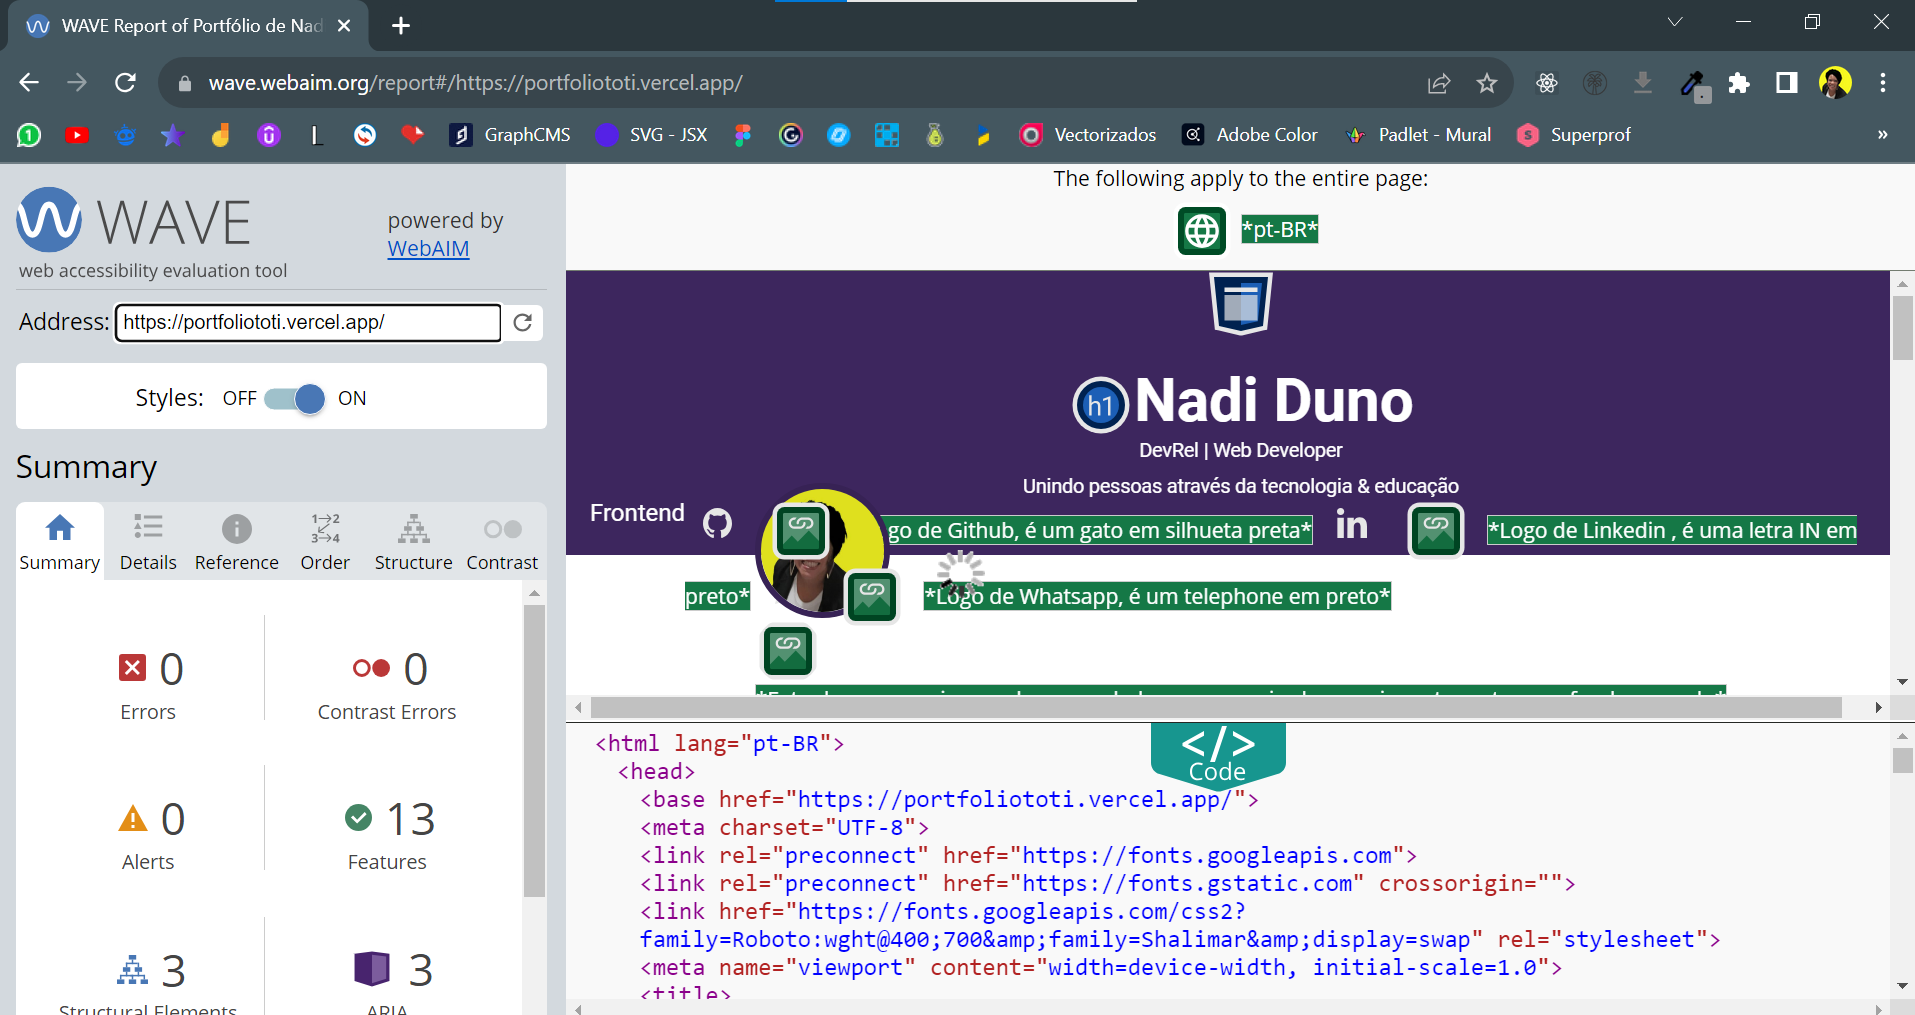 WAVE Report of Portfólio de Nad
wave.webaim.org/report#/https://portfoliototi.vercel.app/
GraphCMS
SVG - JSX
Vectorizados
Adobe Color
Padlet - Mural
Superprof
»
WAVE
powered by
WebAIM
web accessibility evaluation tool
Address: https://portfoliototi.vercel.app/
Styles: OFF ON
Summary
Summary Details Reference Order Structure Contrast
0 Errors
0 Contrast Errors
0 Alerts
13 Features
3 Structural Elements
3 ARIA
The following apply to the entire page:
*pt-BR*
h1 Nadi Duno
DevRel | Web Developer
Unindo pessoas através da tecnologia & educação
Frontend
go de Github, é um gato em silhueta preta*
in
*Logo de Linkedin , é uma letra IN em
preto*
*Logo de Whatsapp, é um telephone em preto*
</>
Code
<html lang="pt-BR">
<head>
<base href="https://portfoliototi.vercel.app/">
<meta charset="UTF-8">
<link rel="preconnect" href="https://fonts.googleapis.com">
<link rel="preconnect" href="https://fonts.gstatic.com" crossorigin="">
<link href="https://fonts.googleapis.com/css2?
family=Roboto:wght@400;700&amp;family=Shalimar&amp;display=swap" rel="stylesheet">
<meta name="viewport" content="width=device-width, initial-scale=1.0">
<title>